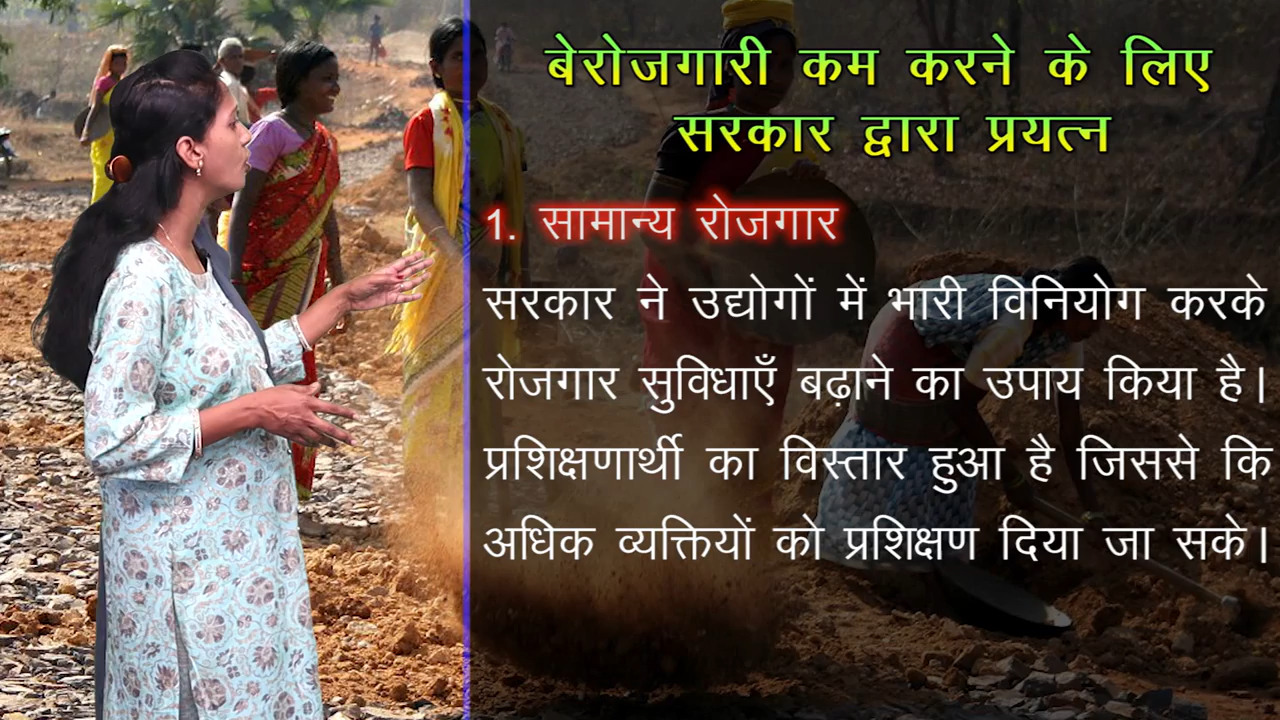 बेरोजगारी कम करने के लिए
सरकार द्वारा प्रयत्न
1. सामान्य रोजगार
सरकार ने उद्योगों में भारी विनियोग करके
रोजगार सुविधाएँ बढ़ाने का उपाय किया है।
प्रशिक्षणार्थी का विस्तार हुआ है जिससे कि
अधिक व्यक्तियों को प्रशिक्षण दिया जा सके।